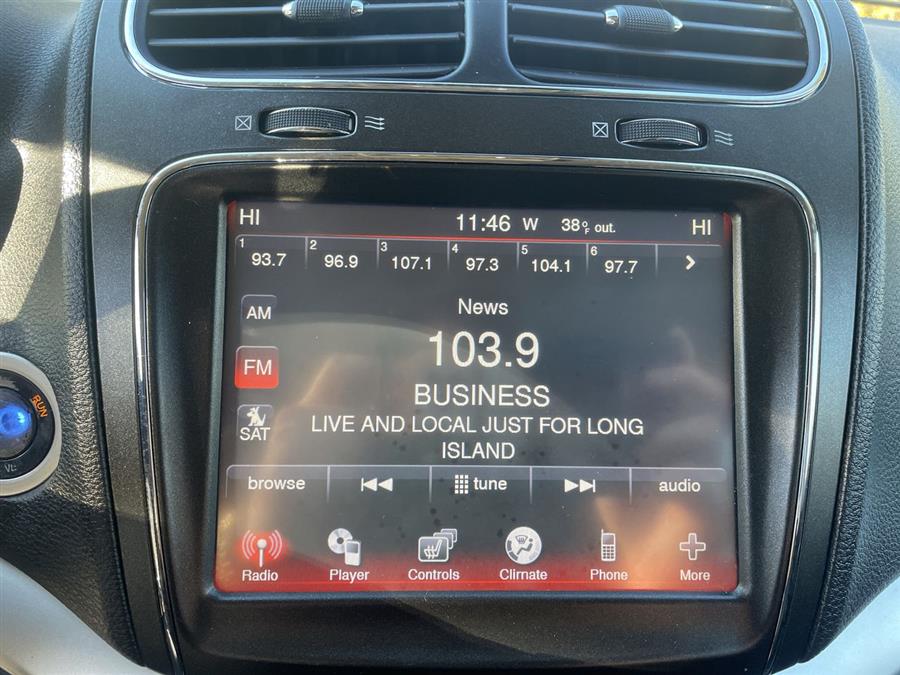 HI 11:46 W 38°F out. HI
1 93.7 2 96.9 3 107.1 4 97.3 5 104.1 6 97.7
News
AM
103.9
FM
BUSINESS
LIVE AND LOCAL JUST FOR LONG
ISLAND
SAT
RUN
browse tune audio
Radio Player Controls Climate Phone More